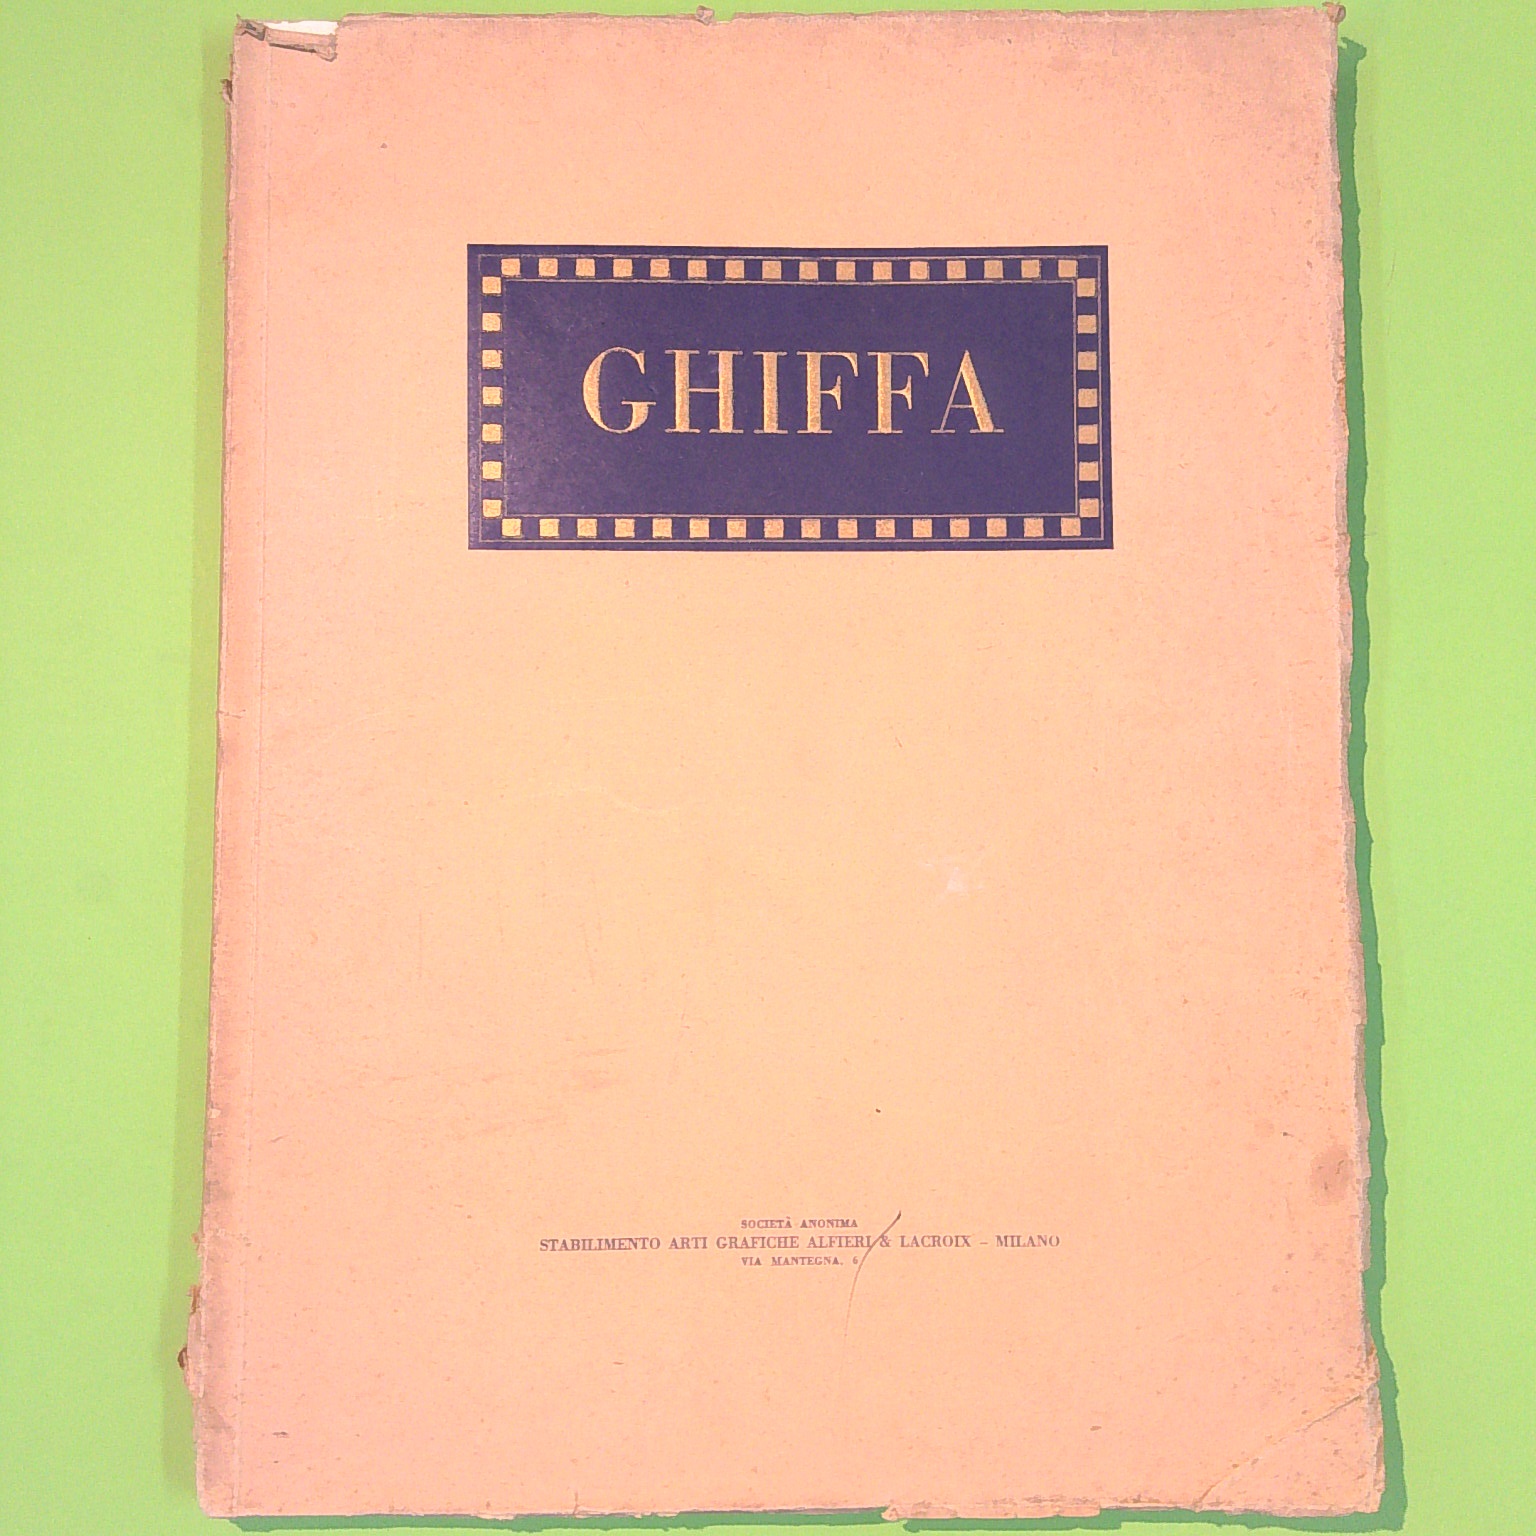 GHIFFA
SOCIETÀ ANONIMA
STABILIMENTO ARTI GRAFICHE ALFIERI & LACROIX - MILANO
VIA MANTEGNA, 6